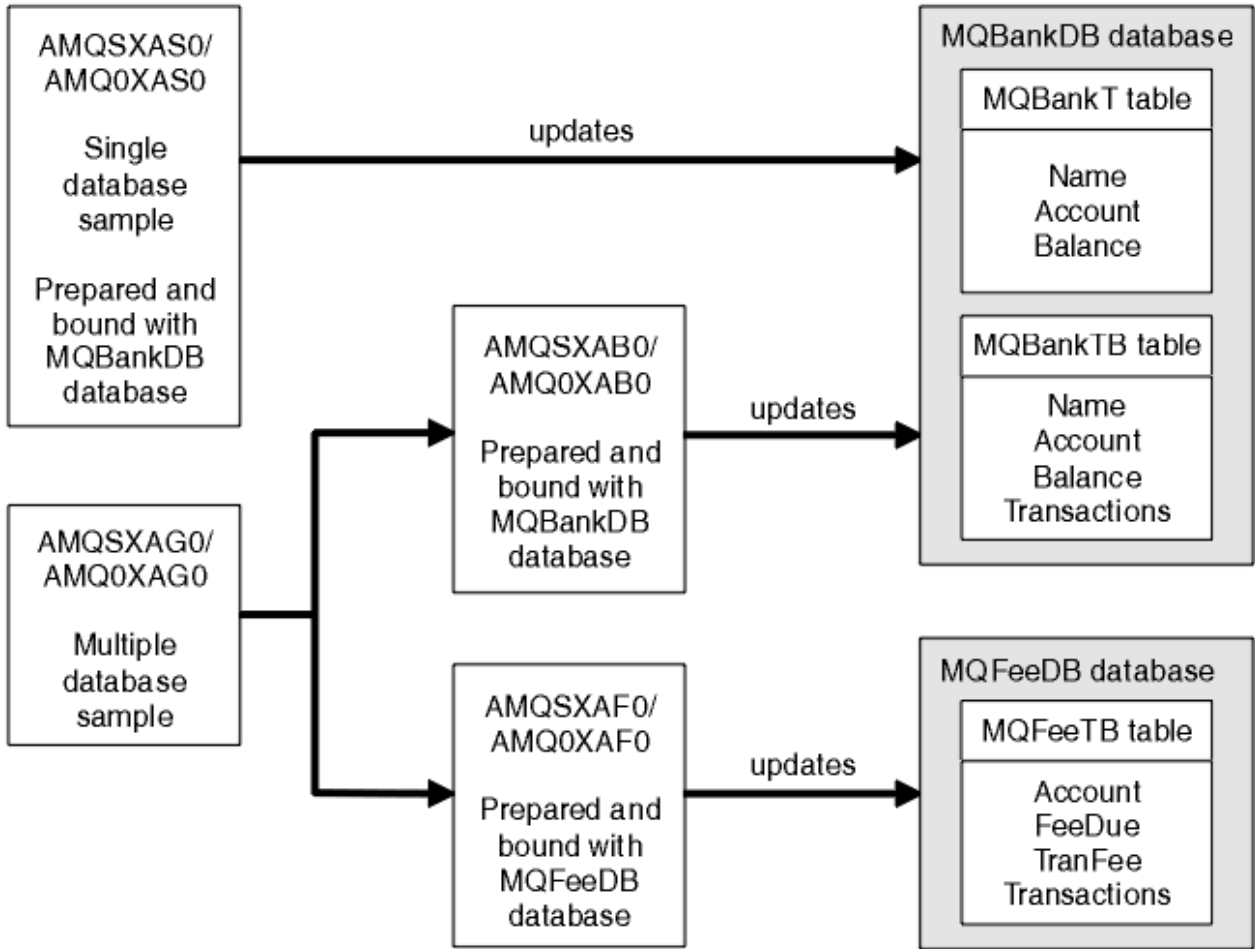 AMQSXAS0/
AMQ0XAS0
Single
database
sample
Prepared and
bound with
MQBankDB
database
updates
MQBankDB database
MQBankT table
Name
Account
Balance
MQBankTB table
Name
Account
Balance
Transactions
AMQSXAB0/
AMQ0XAB0
Prepared and
bound with
MQBankDB
database
updates
AMQSXAG0/
AMQ0XAG0
Multiple
database
sample
AMQSXAF0/
AMQ0XAF0
Prepared and
bound with
MQFeeDB
database
updates
MQFeeDB database
MQFeeTB table
Account
FeeDue
TranFee
Transactions